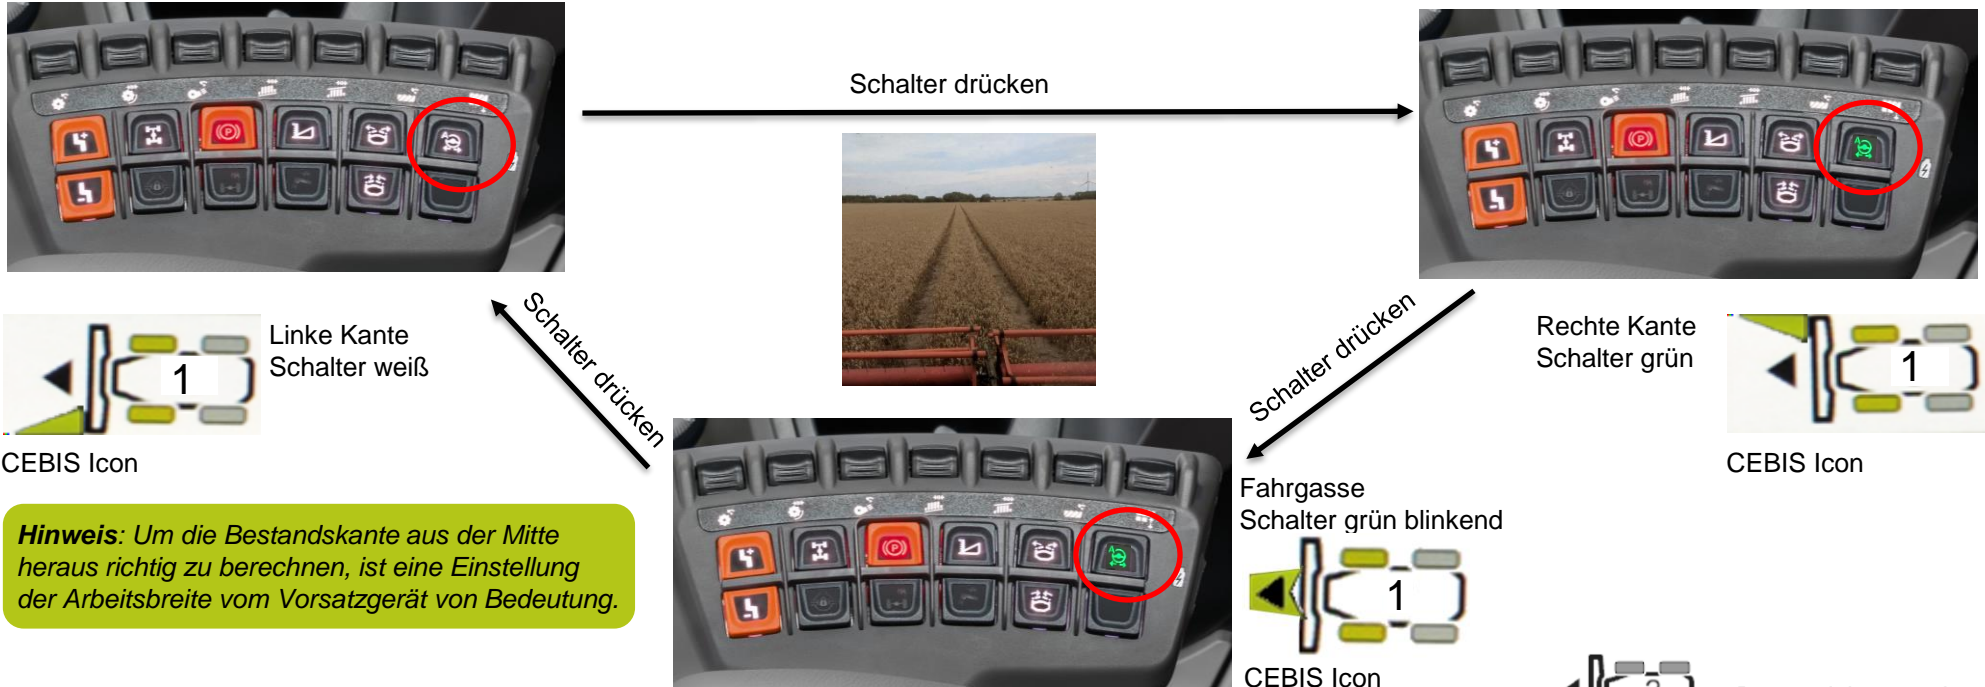 Schalter drücken
Linke Kante
Schalter weiß
1
CEBIS Icon
Schalter drücken
Schalter drücken
Rechte Kante
Schalter grün
1
CEBIS Icon
Hinweis: Um die Bestandskante aus der Mitte
heraus richtig zu berechnen, ist eine Einstellung
der Arbeitsbreite vom Vorsatzgerät von Bedeutung.
Fahrgasse
Schalter grün blinkend
1
CEBIS Icon